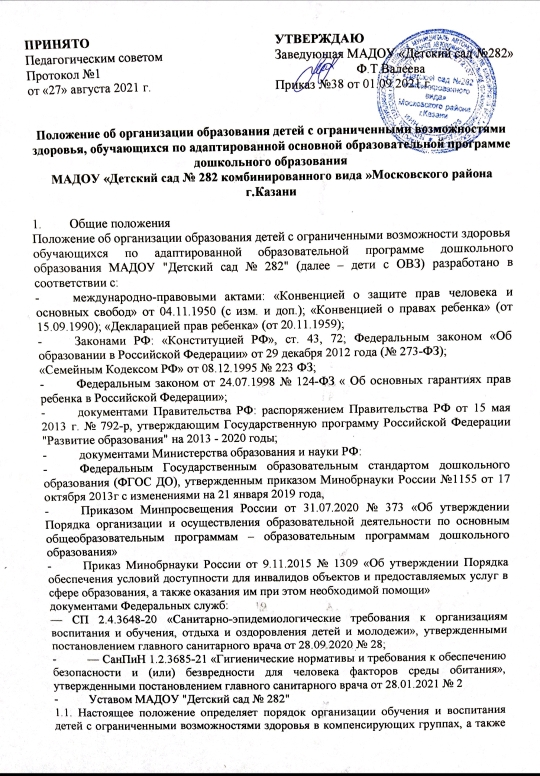 ПРИНЯТО
Педагогическим советом
Протокол №1
от «27» августа 2021 г.
УТВЕРЖДАЮ
Заведующая МАДОУ «Детский сад №282»
Ф.Т.Валеева
Приказ №38 от 01.09.2021 г.
«Детский сад №282
комбинированного
вида»
Московского района
г.Казани
Положение об организации образования детей с ограниченными возможностями
здоровья, обучающихся по адаптированной основной образовательной программе
дошкольного образования
МАДОУ «Детский сад № 282 комбинированного вида »Московского района
г.Казани
1. Общие положения
Положение об организации образования детей с ограниченными возможности здоровья
обучающихся по адаптированной образовательной программе дошкольного
образования МАДОУ "Детский сад № 282" (далее – дети с ОВЗ) разработано в
соответствии с:
- международно-правовыми актами: «Конвенцией о защите прав человека и
основных свобод» от 04.11.1950 (с изм. и доп.); «Конвенцией о правах ребенка» (от
15.09.1990); «Декларацией прав ребенка» (от 20.11.1959);
- Законами РФ: «Конституцией РФ», ст. 43, 72; Федеральным законом «Об
образовании в Российской Федерации» от 29 декабря 2012 года (№ 273-ФЗ);
«Семейным Кодексом РФ» от 08.12.1995 № 223 ФЗ;
- Федеральным законом от 24.07.1998 № 124-ФЗ « Об основных гарантиях прав
ребенка в Российской Федерации»;
- документами Правительства РФ: распоряжением Правительства РФ от 15 мая
2013 г. № 792-р, утверждающим Государственную программу Российской Федерации
"Развитие образования" на 2013 - 2020 годы;
- документами Министерства образования и науки РФ:
- Федеральным Государственным образовательным стандартом дошкольного
образования (ФГОС ДО), утвержденным приказом Минобрнауки России №1155 от 17
октября 2013г с изменениями на 21 января 2019 года,
- Приказом Минпросвещения России от 31.07.2020 № 373 «Об утверждении
Порядка организации и осуществления образовательной деятельности по основным
общеобразовательным программам – образовательным программам дошкольного
образования»
- Приказ Минобрнауки России от 9.11.2015 № 1309 «Об утверждении Порядка
обеспечения условий доступности для инвалидов объектов и предоставляемых услуг в
сфере образования, а также оказания им при этом необходимой помощи»
документами Федеральных служб:
— СП 2.4.3648-20 «Санитарно-эпидемиологические требования к организациям
воспитания и обучения, отдыха и оздоровления детей и молодежи», утвержденными
постановлением главного санитарного врача от 28.09.2020 № 28;
- — СанПиН 1.2.3685-21 «Гигиенические нормативы и требования к обеспечению
безопасности и (или) безвредности для человека факторов среды обитания»,
утвержденными постановлением главного санитарного врача от 28.01.2021 № 2
- Уставом МАДОУ "Детский сад № 282"
1.1. Настоящее положение определяет порядок организации обучения и воспитания
детей с ограниченными возможностями здоровья в компенсирующих группах, а также